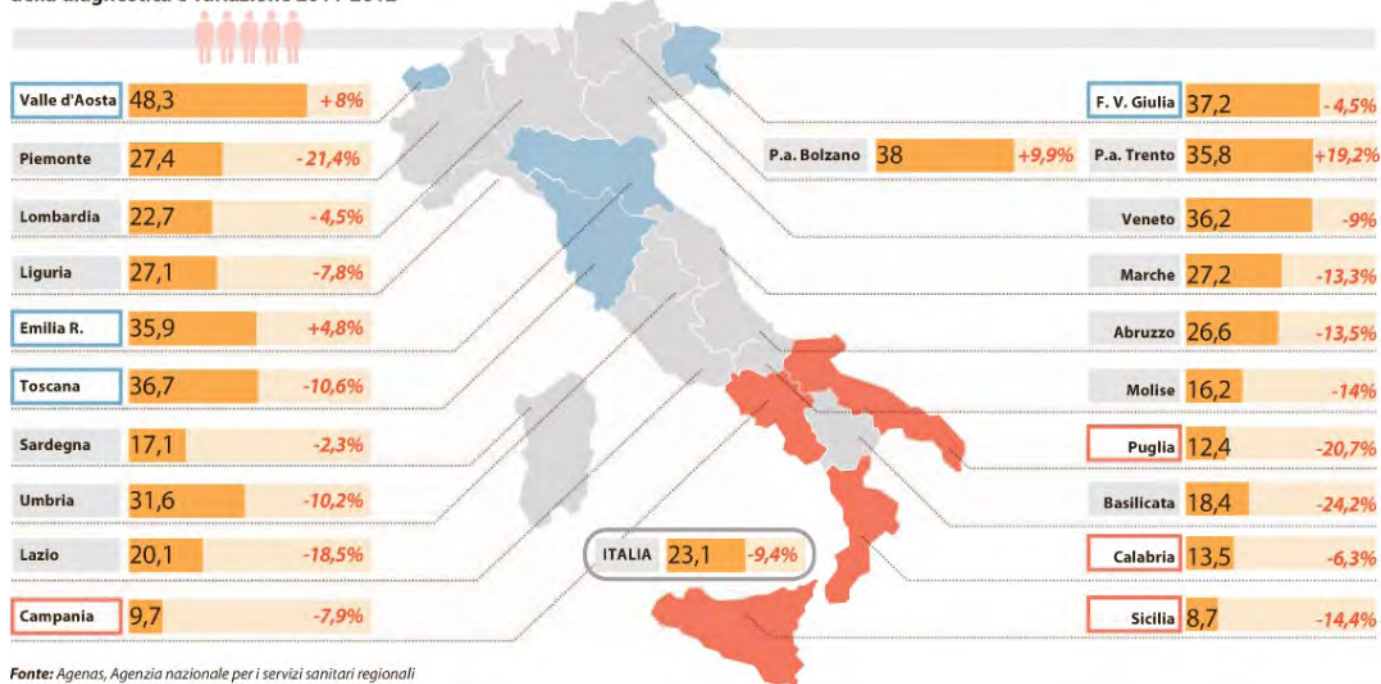 della diagnostica e variazione 2011-2012
Valle d'Aosta 48,3 +8%
Piemonte 27,4 -21,4%
Lombardia 22,7 -4,5%
Liguria 27,1 -7,8%
Emilia R. 35,9 +4,8%
Toscana 36,7 -10,6%
Sardegna 17,1 -2,3%
Umbria 31,6 -10,2%
Lazio 20,1 -18,5%
Campania 9,7 -7,9%
ITALIA 23,1 -9,4%
F. V. Giulia 37,2 -4,5%
P.a. Bolzano 38 +9,9%
P.a. Trento 35,8 +19,2%
Veneto 36,2 -9%
Marche 27,2 -13,3%
Abruzzo 26,6 -13,5%
Molise 16,2 -14%
Puglia 12,4 -20,7%
Basilicata 18,4 -24,2%
Calabria 13,5 -6,3%
Sicilia 8,7 -14,4%
Fonte: Agenas, Agenzia nazionale per i servizi sanitari regionali